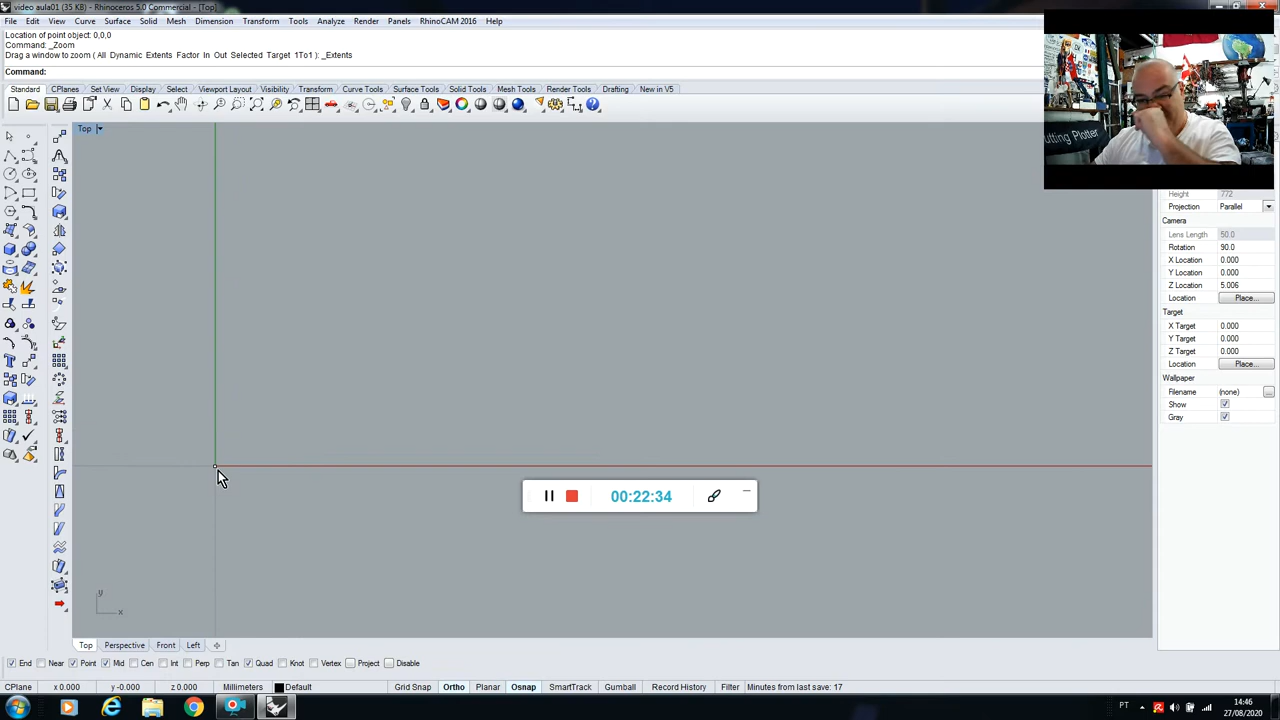 video aula01 (35 KB) - Rhinoceros 5.0 Commercial - [Top]
File Edit View Curve Surface Solid Mesh Dimension Transform Tools Analyze Render Panels RhinoCAM 2016 Help
Location of point object: 0,0,0
Command: _Zoom
Drag a window to zoom ( All Dynamic Extents Factor In Out Selected Target 1To1 ): _Extents
Command:
Standard CPlanes Set View Display Select Viewport Layout Visibility Transform Curve Tools Surface Tools Solid Tools Mesh Tools Render Tools Drafting New in V5
Top
utting Plotter
Height 772
Projection Parallel
Camera
Lens Length 50.0
Rotation 90.0
X Location 0.000
Y Location 0.000
Z Location 5.006
Location Place...
Target
X Target 0.000
Y Target 0.000
Z Target 0.000
Location Place...
Wallpaper
Filename (none) ...
Show
Gray
00:22:34
y
x
Top Perspective Front Left
End Near Point Mid Cen Int Perp Tan Quad Knot Vertex Project Disable
CPlane x 0.000 y -0.000 z 0.000 Millimeters Default Grid Snap Ortho Planar Osnap SmartTrack Gumball Record History Filter Minutes from last save: 17
PT 14:46
27/08/2020